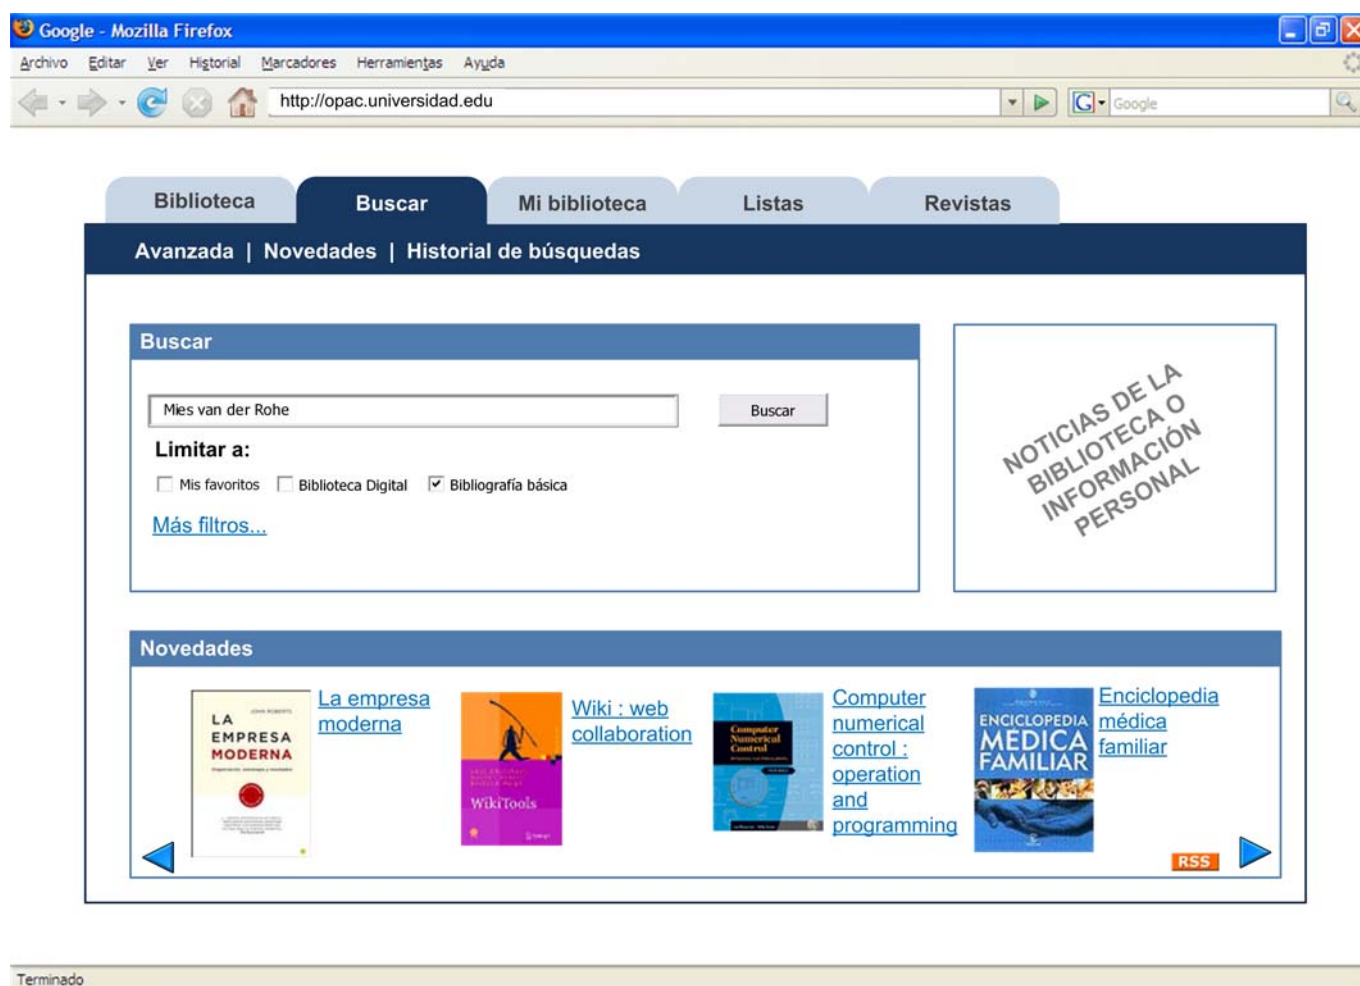 Google - Mozilla Firefox
Archivo Editar Ver Historial Marcadores Herramientas Ayuda
http://opac.universidad.edu
G Google
Biblioteca Buscar Mi biblioteca Listas Revistas
Avanzada | Novedades | Historial de búsquedas
Buscar
Mies van der Rohe
Buscar
Limitar a:
Mis favoritos Biblioteca Digital Bibliografía básica
Más filtros...
NOTICIAS DE LA
BIBLIOTECA O
INFORMACIÓN
PERSONAL
Novedades
JOHN ROBERTS
LA
EMPRESA
MODERNA
La empresa
moderna
WikiTools
Springer
Wiki : web
collaboration
Computer
Numerical
Control
Computer
numerical
control :
operation
and
programming
ENCICLOPEDIA
MÉDICA
FAMILIAR
Enciclopedia
médica
familiar
RSS
Terminado